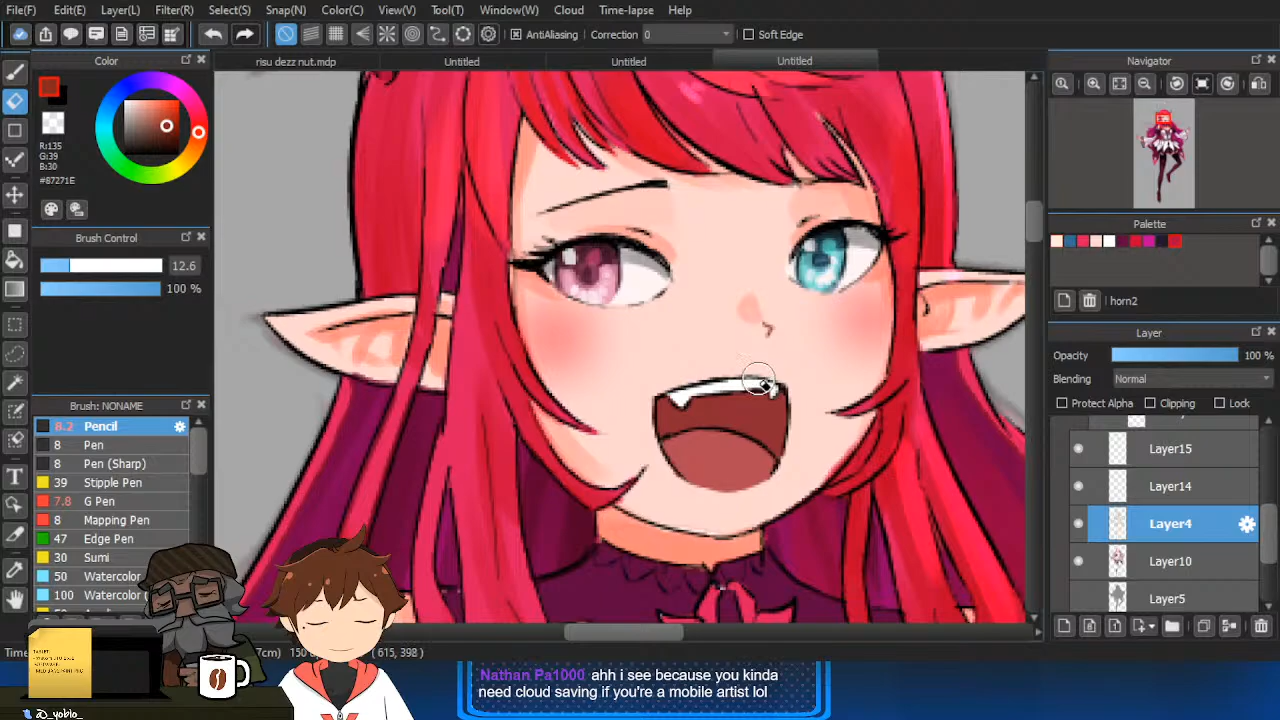 File(F) Edit(E) Layer(L) Filter(F) Select(S) Snap(N) Color(C) View(V) Tool(T) Window(W) Cloud Time-lapse Help
AntiAliasing Correction 0 Soft Edge
Color
risu dezz nut.mdp Untitled Untitled Untitled
Navigator
R:135
G:39
B:30
#87271E
Brush Control
12.6
100 %
Palette
horn2
Layer
Opacity 100 %
Blending Normal
Protect Alpha Clipping Lock
Layer15
Layer14
Layer4
Layer10
Layer5
Brush: NONAME
8.2 Pencil
8 Pen
8 Pen (Sharp)
39 Stipple Pen
7.8 G Pen
8 Mapping Pen
47 Edge Pen
30 Sumi
50 Watercolor
100 Watercolor
7cm) 150 ( 615, 398 )
Nathan Pa1000 ahh i see because you kinda
need cloud saving if you're a mobile artist lol
@_yoblo_